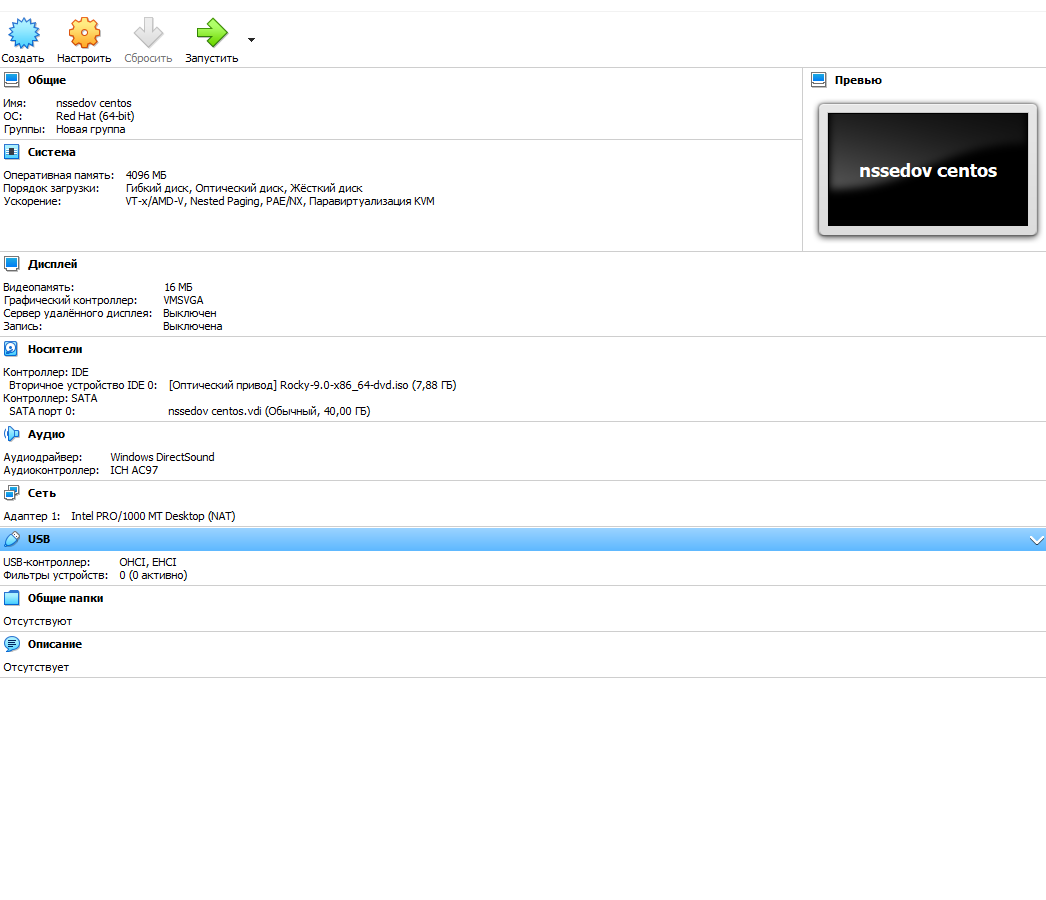 Создать Настроить Сбросить Запустить
Общие
Имя: nssedov centos
ОС: Red Hat (64-bit)
Группы: Новая группа
Превью
nssedov centos
Система
Оперативная память: 4096 МБ
Порядок загрузки: Гибкий диск, Оптический диск, Жёсткий диск
Ускорение: VT-x/AMD-V, Nested Paging, PAE/NX, Паравиртуализация KVM
Дисплей
Видеопамять: 16 МБ
Графический контроллер: VMSVGA
Сервер удалённого дисплея: Выключен
Запись: Выключена
Носители
Контроллер: IDE
Вторичное устройство IDE 0: [Оптический привод] Rocky-9.0-x86_64-dvd.iso (7,88 ГБ)
Контроллер: SATA
SATA порт 0: nssedov centos.vdi (Обычный, 40,00 ГБ)
Аудио
Аудиодрайвер: Windows DirectSound
Аудиоконтроллер: ICH AC97
Сеть
Адаптер 1: Intel PRO/1000 MT Desktop (NAT)
USB
USB-контроллер: OHCI, EHCI
Фильтры устройств: 0 (0 активно)
Общие папки
Отсутствуют
Описание
Отсутствует